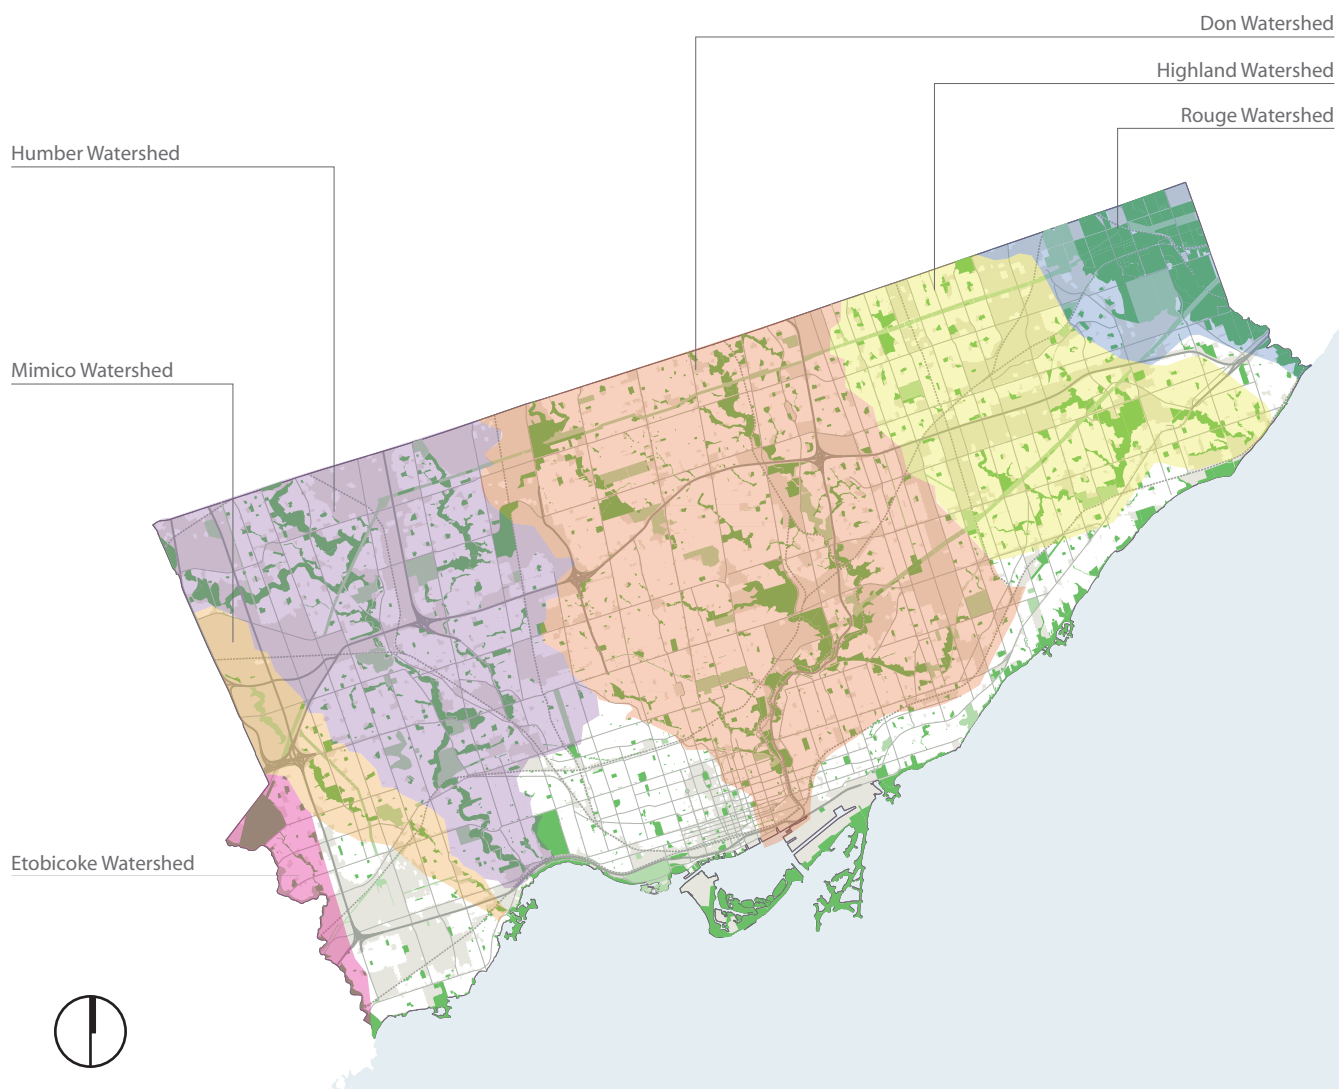 Don Watershed
Highland Watershed
Rouge Watershed
Humber Watershed
Mimico Watershed
Etobicoke Watershed